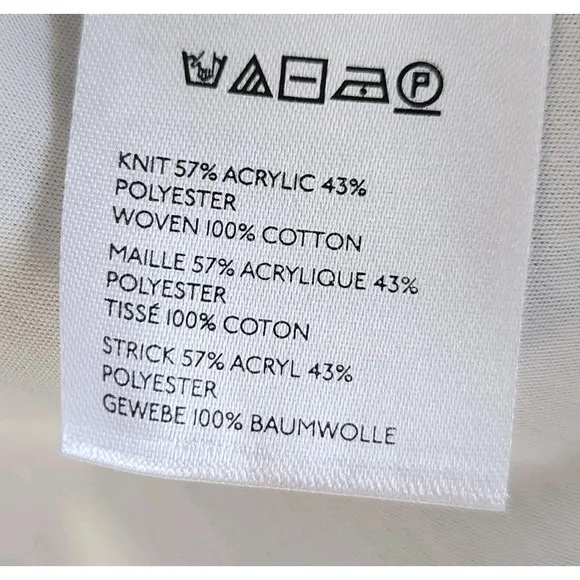 P
KNIT 57% ACRYLIC 43%
POLYESTER
WOVEN 100% COTTON
MAILLE 57% ACRYLIQUE 43%
POLYESTER
TISSÉ 100% COTON
STRICK 57% ACRYL 43%
POLYESTER
GEWEBE 100% BAUMWOLLE